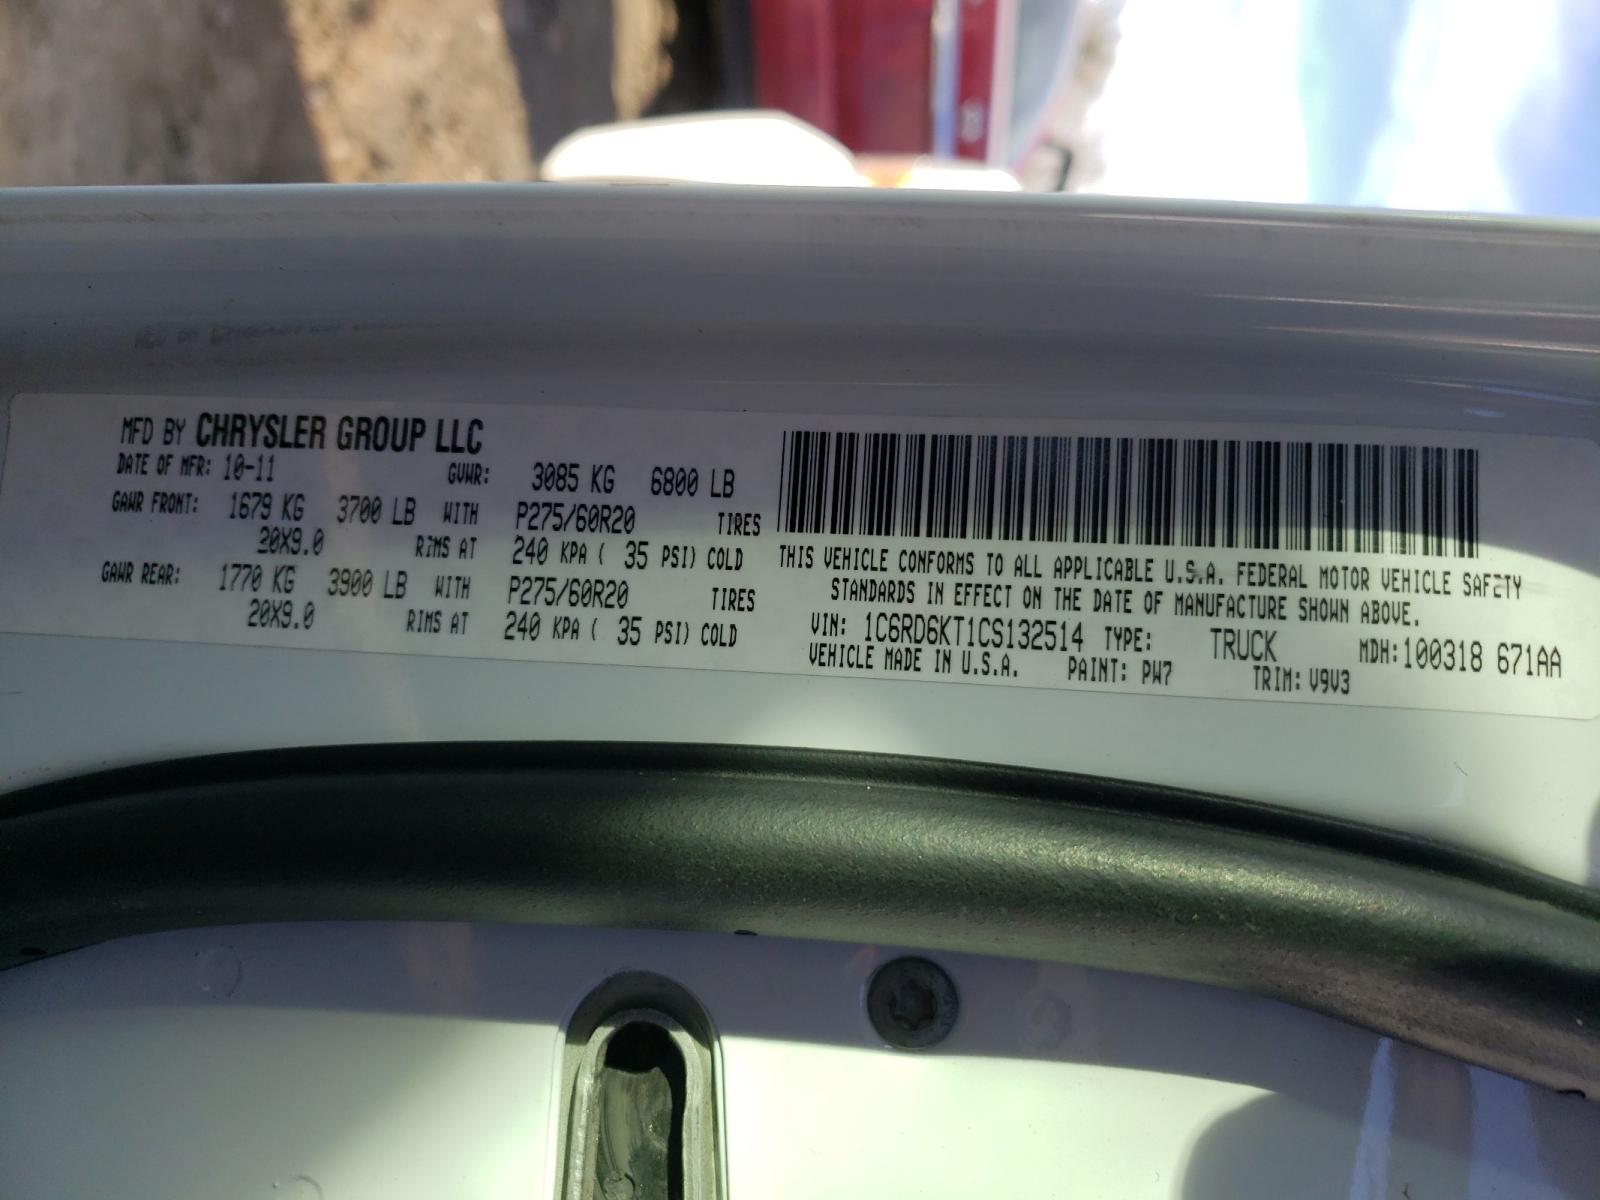 MFD BY CHRYSLER GROUP LLC
DATE OF MFR: 10-11 GVWR: 3085 KG 6800 LB
GAWR FRONT: 1679 KG 3700 LB WITH P275/60R20 TIRES
20X9.0 RIMS AT 240 KPA ( 35 PSI) COLD
GAWR REAR: 1770 KG 3900 LB WITH P275/60R20 TIRES
20X9.0 RIMS AT 240 KPA ( 35 PSI) COLD
THIS VEHICLE CONFORMS TO ALL APPLICABLE U.S.A. FEDERAL MOTOR VEHICLE SAFETY
STANDARDS IN EFFECT ON THE DATE OF MANUFACTURE SHOWN ABOVE.
VIN: 1C6RD6KT1CS132514 TYPE: TRUCK MDH: 100318 671AA
VEHICLE MADE IN U.S.A. PAINT: PW7 TRIM: V9V3